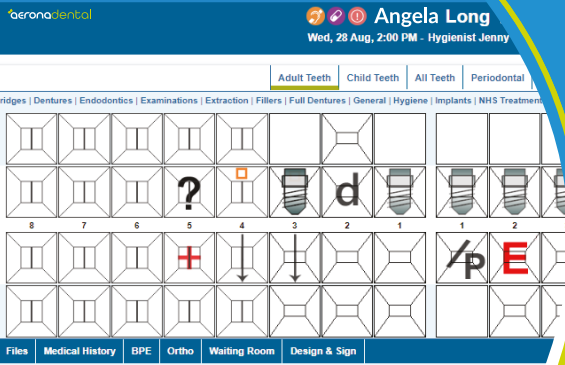 aeronadental
Angela Long
Wed, 28 Aug, 2:00 PM - Hygienist Jenny
Adult Teeth Child Teeth All Teeth Periodontal
ridges | Dentures | Endodontics | Examinations | Extraction | Fillers | Full Dentures | General | Hygiene | Implants | NHS Treatment
? d
8 7 6 5 4 3 2 1 1 2
+ /P E
Files Medical History BPE Ortho Waiting Room Design & Sign